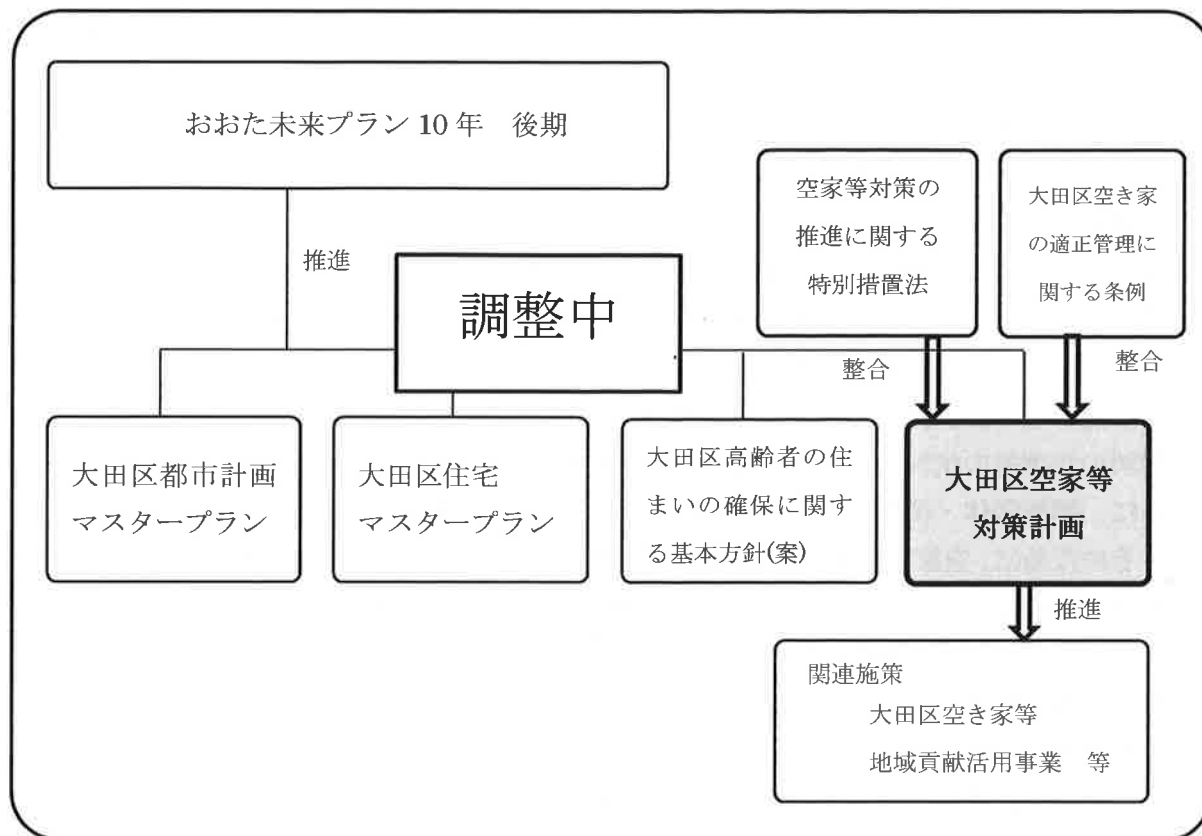 おおた未来プラン10年 後期
空家等対策の
推進に関する
特別措置法
大田区空き家
の適正管理に
関する条例
推進
調整中
整合
整合
大田区都市計画
マスタープラン
大田区住宅
マスタープラン
大田区高齢者の住
まいの確保に関す
る基本方針(案)
大田区空家等
対策計画
推進
関連施策
大田区空き家等
地域貢献活用事業 等